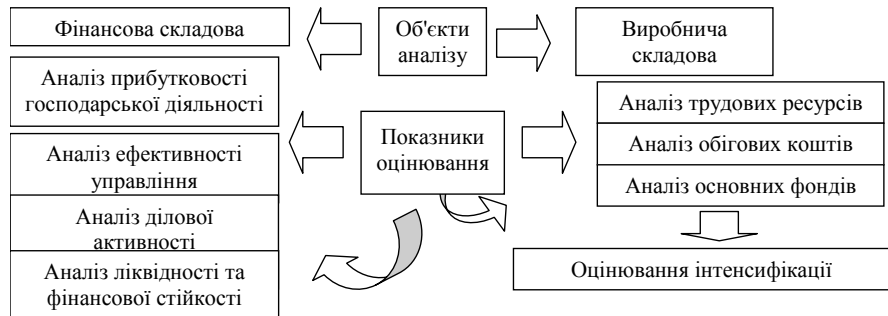 Фінансова складова
Об'єкти
аналізу
Виробнича
складова
Аналіз прибутковості
господарської діяльності
Аналіз ефективності
управління
Аналіз ділової
активності
Аналіз ліквідності та
фінансової стійкості
Показники
оцінювання
Аналіз трудових ресурсів
Аналіз обігових коштів
Аналіз основних фондів
Оцінювання інтенсифікації